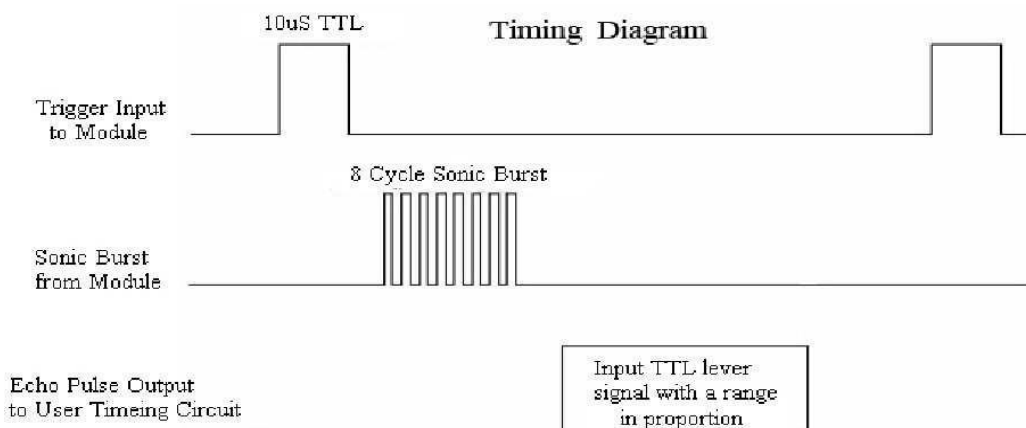 10uS TTL
Timing Diagram
Trigger Input
to Module
8 Cycle Sonic Burst
Sonic Burst
from Module
Echo Pulse Output
to User Timeing Circuit
Input TTL lever
signal with a range
in proportion